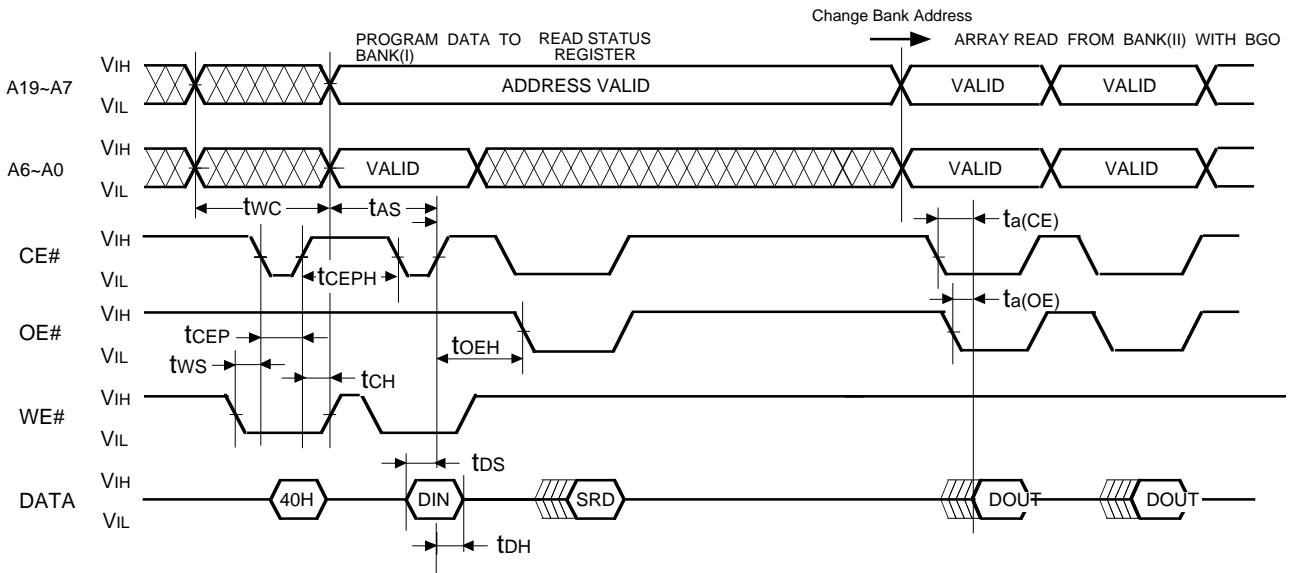 Change Bank Address
PROGRAM DATA TO BANK(I)
READ STATUS REGISTER
ARRAY READ FROM BANK(II) WITH BGO
A19~A7
VIH
VIL
ADDRESS VALID
VALID
VALID
A6~A0
VIH
VIL
VALID
VALID
VALID
tWC
tAS
ta(CE)
CE#
VIH
VIL
tCEPH
ta(OE)
OE#
VIH
VIL
tCEP
tOEH
tWS
tCH
WE#
VIH
VIL
tDS
DATA
VIH
VIL
40H
DIN
SRD
DOUT
DOUT
tDH